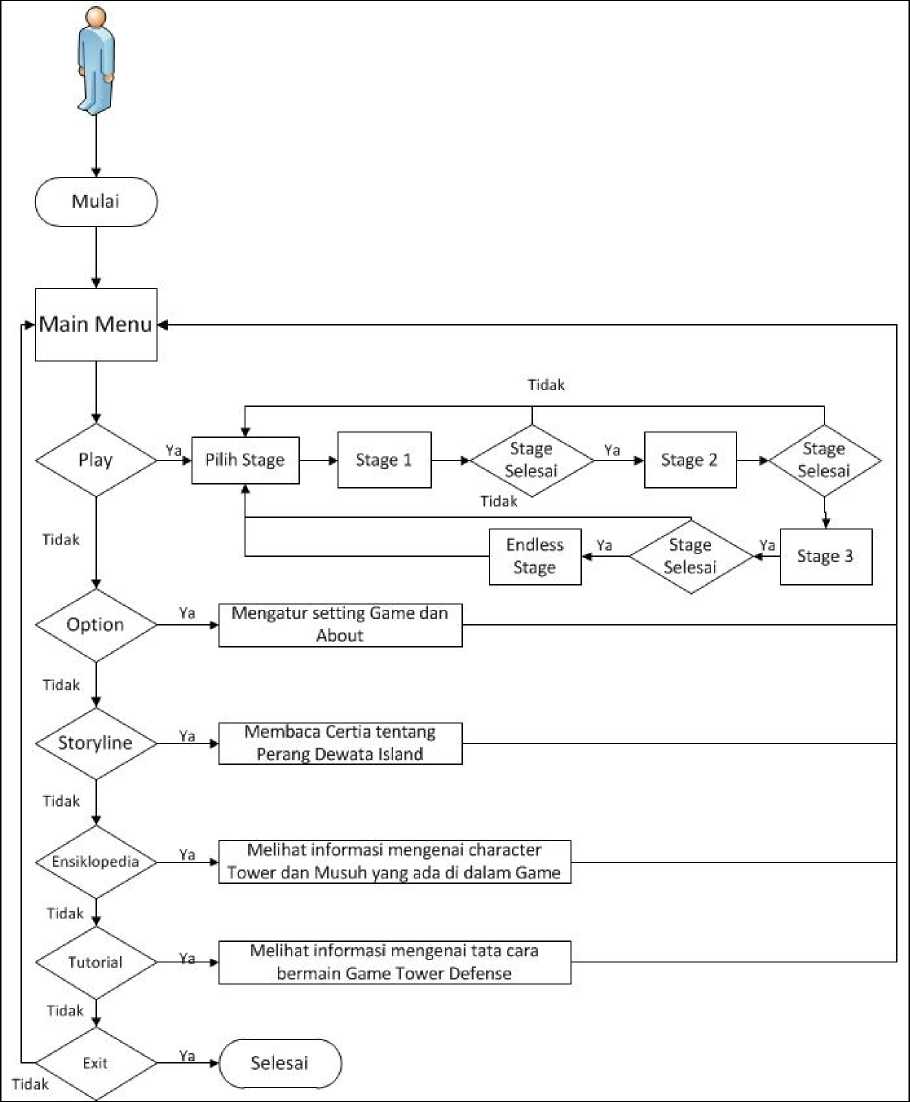 Mulai
Main Menu
Tidak
Play
Ya
Pilih Stage
Stage 1
Stage
Selesai
Ya
Stage 2
Stage
Selesai
Tidak
Tidak
Endless
Stage
Ya
Stage
Selesai
Ya
Stage 3
Option
Ya
Mengatur setting Game dan
About
Tidak
Storyline
Ya
Membaca Certia tentang
Perang Dewata Island
Tidak
Ensiklopedia
Ya
Melihat informasi mengenai character
Tower dan Musuh yang ada di dalam Game
Tidak
Tutorial
Ya
Melihat informasi mengenai tata cara
bermain Game Tower Defense
Tidak
Exit
Ya
Selesai
Tidak